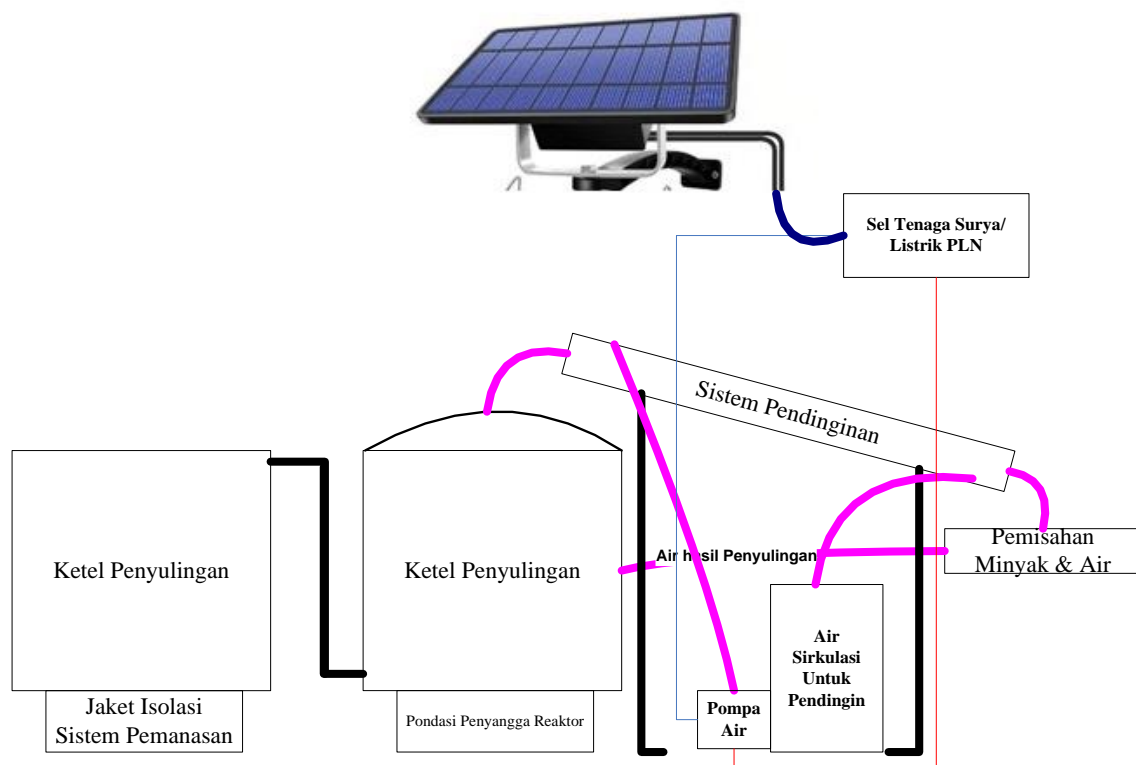 Sel Tenaga Surya/
Listrik PLN
Sistem Pendinginan
Ketel Penyulingan
Ketel Penyulingan
Air hasil Penyulingan
Pemisahan
Minyak & Air
Air
Sirkulasi
Untuk
Pendingin
Jaket Isolasi
Sistem Pemanasan
Pondasi Penyangga Reaktor
Pompa
Air